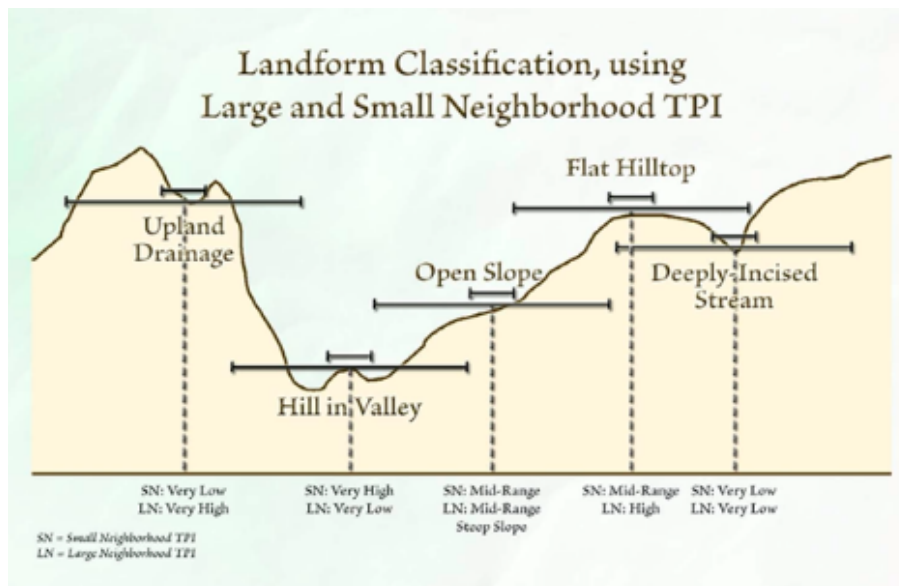 Landform Classification, using
Large and Small Neighborhood TPI
Flat Hilltop
Upland
Drainage
Open Slope
Deeply-Incised
Stream
Hill in Valley
SN: Very Low
LN: Very High
SN: Very High
LN: Very Low
SN: Mid-Range
LN: Mid-Range
Steep Slope
SN: Mid-Range
LN: High
SN: Very Low
LN: Very Low
SN = Small Neighborhood TPI
LN = Large Neighborhood TPI